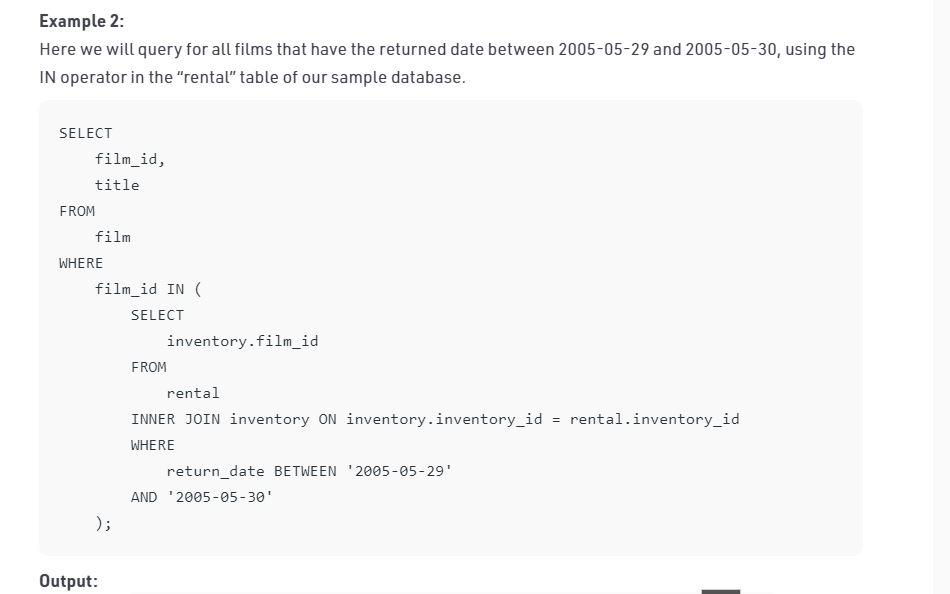 Example 2:
Here we will query for all films that have the returned date between 2005-05-29 and 2005-05-30, using the
IN operator in the “rental” table of our sample database.
SELECT
    film_id,
    title
FROM
    film
WHERE
    film_id IN (
        SELECT
            inventory.film_id
        FROM
            rental
        INNER JOIN inventory ON inventory.inventory_id = rental.inventory_id
        WHERE
            return_date BETWEEN '2005-05-29'
        AND '2005-05-30'
    );
Output: